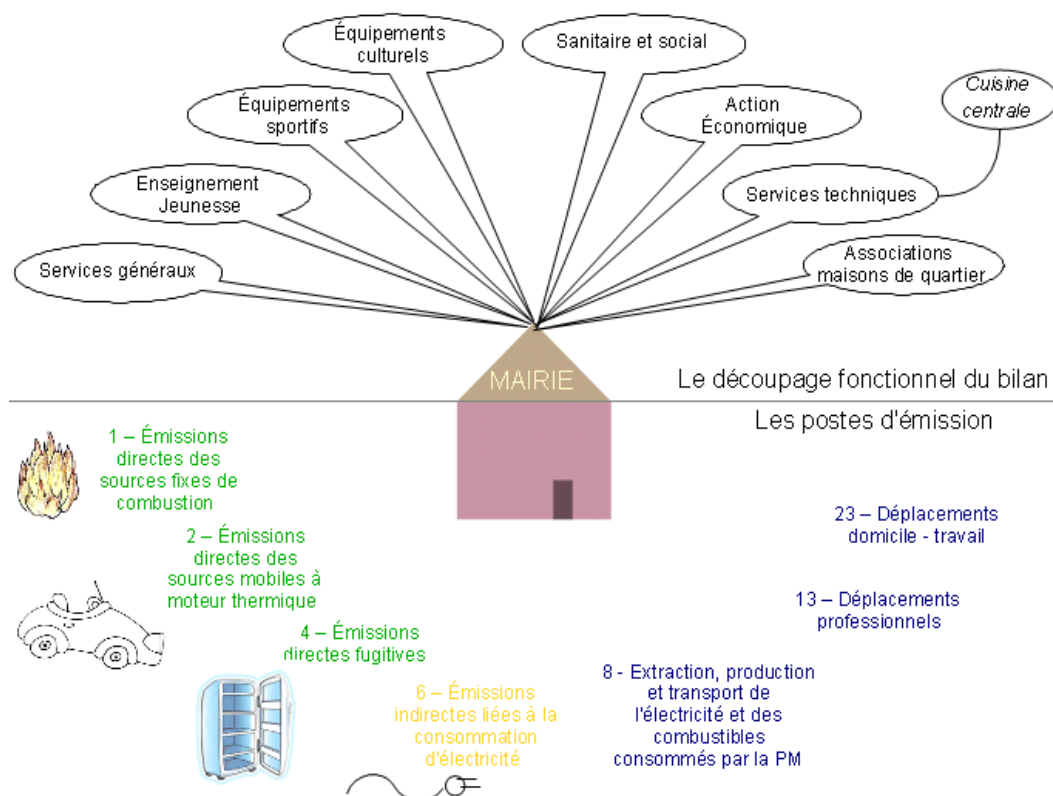 Équipements
culturels
Sanitaire et social
Équipements
sportifs
Action
Économique
Cuisine
centrale
Enseignement
Jeunesse
Services techniques
Services généraux
Associations
maisons de quartier
MAIRIE
Le découpage fonctionnel du bilan
Les postes d'émission
1 – Émissions
directes des
sources fixes de
combustion
2 – Émissions
directes des
sources mobiles à
moteur thermique
4 – Émissions
directes fugitives
6 – Émissions
indirectes liées à la
consommation
d'électricité
8 - Extraction, production
et transport de
l'électricité et des
combustibles
consommés par la PM
13 – Déplacements
professionnels
23 – Déplacements
domicile - travail